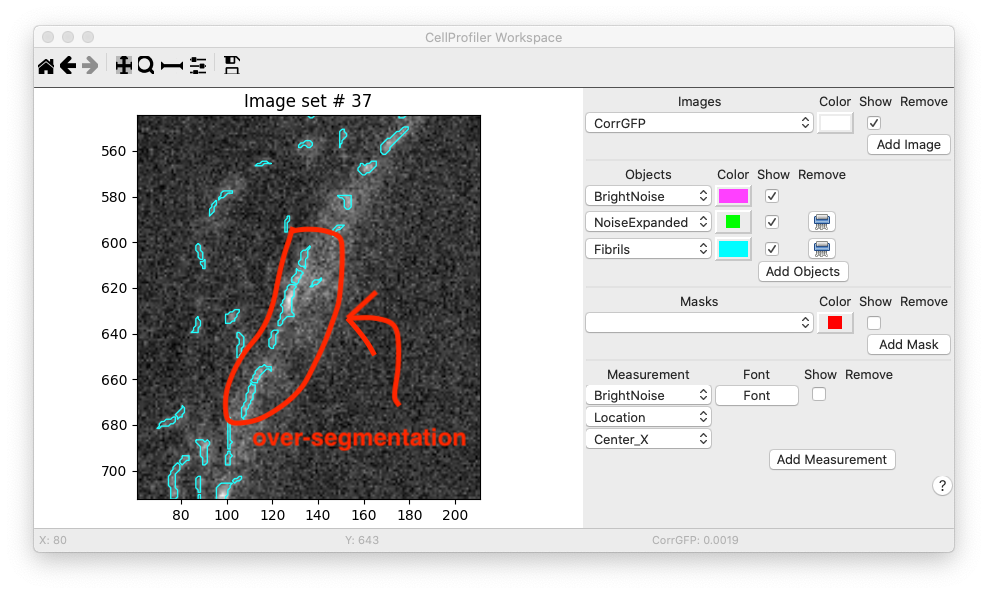 CellProfiler Workspace
Image set # 37
560
580
600
620
640
660
680
700
80 100 120 140 160 180 200
over-segmentation
Images Color Show Remove
CorrGFP
Add Image
Objects Color Show Remove
BrightNoise
NoiseExpanded
Fibrils
Add Objects
Masks Color Show Remove
Add Mask
Measurement Font Show Remove
BrightNoise Font
Location
Center_X
Add Measurement
?
X: 80 Y: 643 CorrGFP: 0.0019